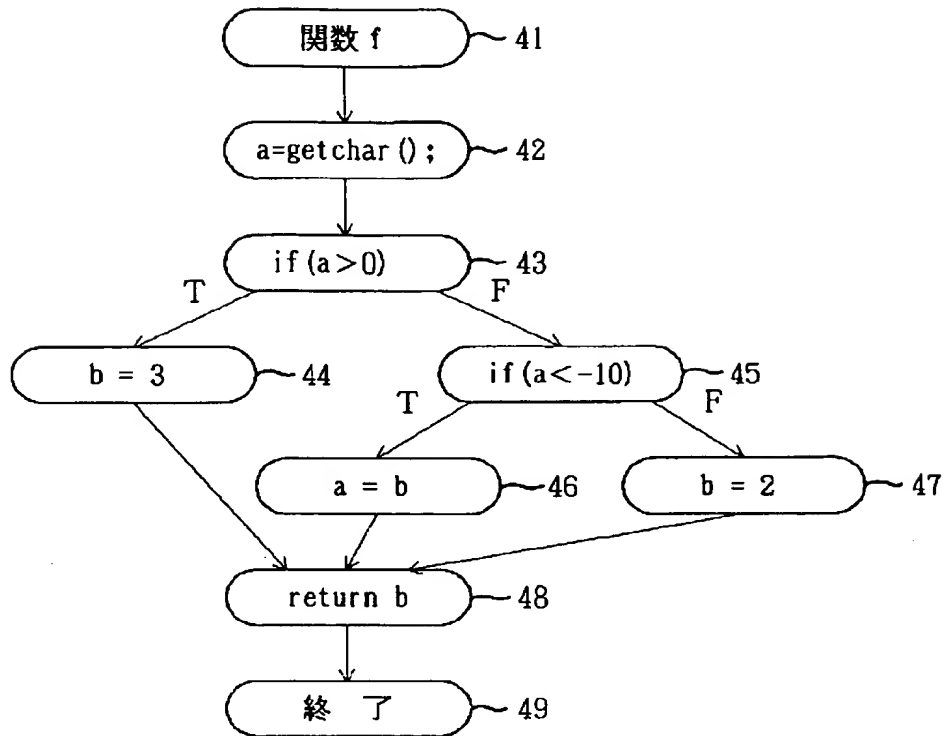 関数 f 41
a=getchar(); 42
if(a>0) 43
T F
b = 3 44 if(a<-10) 45
T F
a = b 46 b = 2 47
return b 48
終 了 49